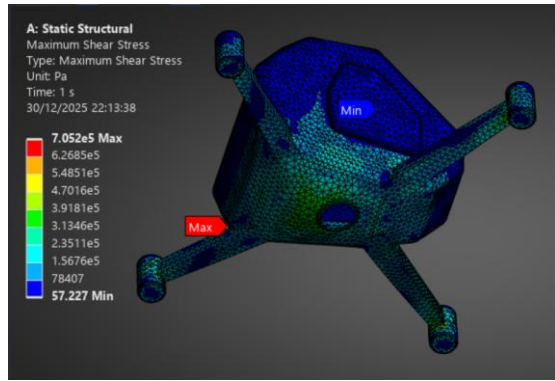 A: Static Structural
Maximum Shear Stress
Type: Maximum Shear Stress
Unit: Pa
Time: 1 s
30/12/2025 22:13:38
7.052e5 Max
6.2685e5
5.4851e5
4.7016e5
3.9181e5
3.1346e5
2.3511e5
1.5676e5
78407
57.227 Min
Min
Max